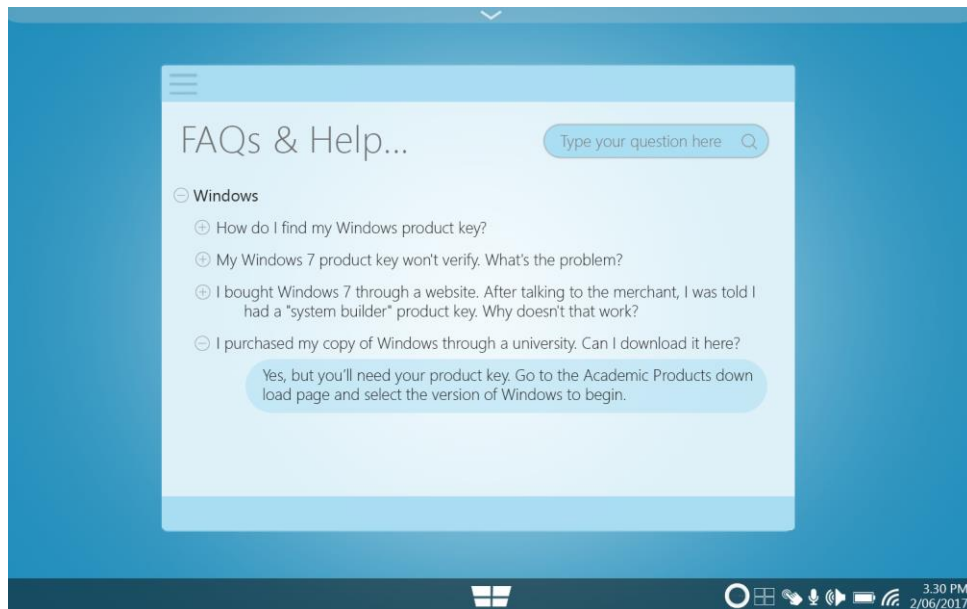 FAQs & Help...
Type your question here
Windows
How do I find my Windows product key?
My Windows 7 product key won't verify. What's the problem?
I bought Windows 7 through a website. After talking to the merchant, I was told I
had a "system builder" product key. Why doesn't that work?
I purchased my copy of Windows through a university. Can I download it here?
Yes, but you'll need your product key. Go to the Academic Products down
load page and select the version of Windows to begin.
3.30 PM
2/06/2017